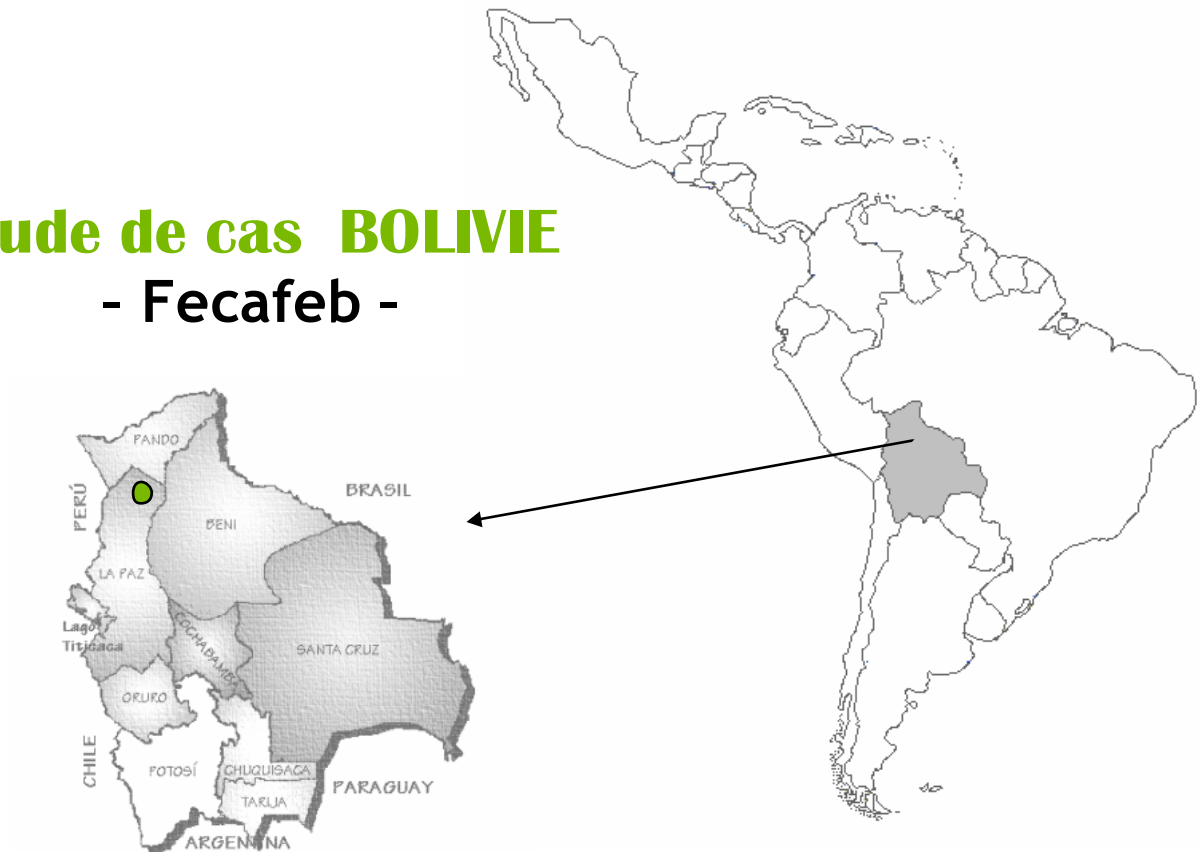 ude de cas BOLIVIE
- Fecafeb -
PANDO
PERÚ
BRASIL
BENI
LA PAZ
Lago
Titicaca
COCHABAMBA
SANTA CRUZ
ORURO
CHILE
POTOSÍ
CHUQUISACA
PARAGUAY
TARIJA
ARGENTINA